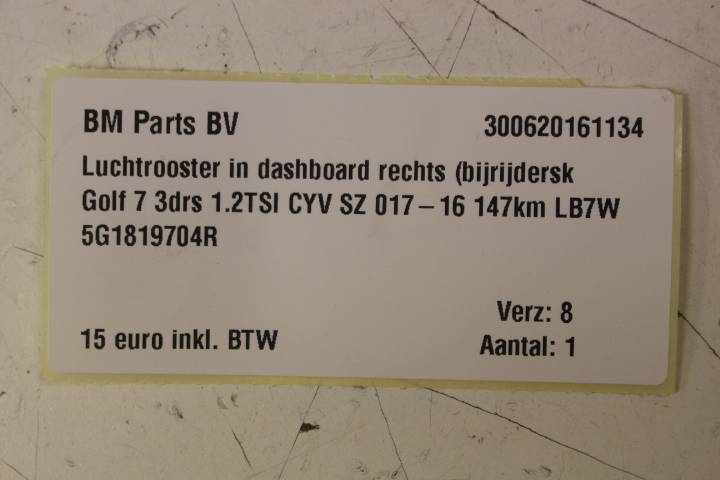 BM Parts BV 300620161134
Luchtrooster in dashboard rechts (bijrijdersk
Golf 7 3drs 1.2TSI CYV SZ 017-16 147km LB7W
5G1819704R
Verz: 8
15 euro inkl. BTW Aantal: 1